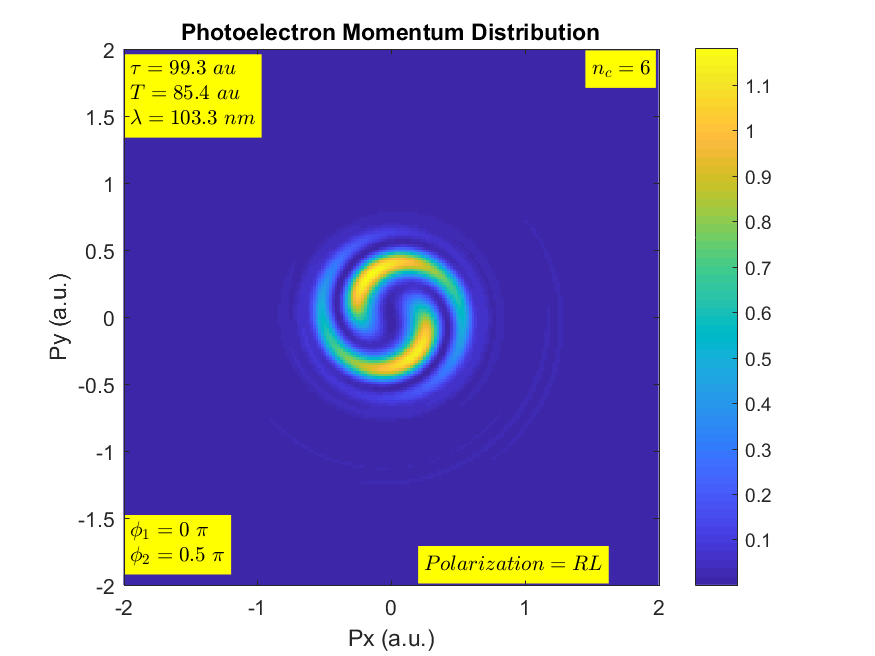 Photoelectron Momentum Distribution
τ = 99.3 au
T = 85.4 au
λ = 103.3 nm
n_c = 6
2
1.5
1
0.5
0
-0.5
-1
-1.5
-2
Py (a.u.)
ϕ_1 = 0 π
ϕ_2 = 0.5 π
Polarization = RL
-2
-1
0
1
2
Px (a.u.)
1.1
1
0.9
0.8
0.7
0.6
0.5
0.4
0.3
0.2
0.1